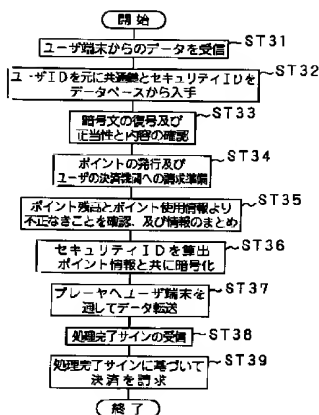 開始
ユーザ端末からのデータを受信
ST31
ユーザIDを元に共通鍵とセキュリティIDを
データベースから入手
ST32
暗号文の復号及び
正当性と内容の確認
ST33
ポイントの発行及び
ユーザの決済機関への請求準備
ST34
ポイント残高とポイント使用情報より
不正なきことを確認、及び情報のまとめ
ST35
セキュリティIDを算出
ポイント情報と共に暗号化
ST36
プレーヤへユーザ端末を
通してデータ転送
ST37
処理完了サインの受信
ST38
処理完了サインに基づいて
決済を請求
ST39
終了